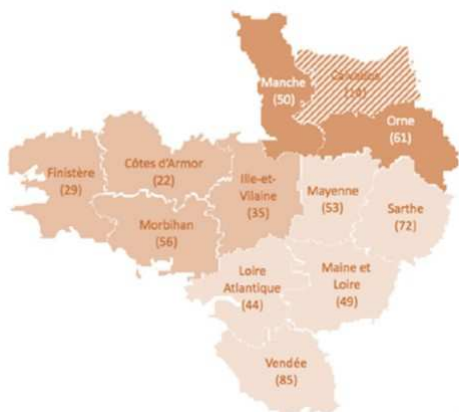 Manche
(50)
Calvados
Orne
(61)
Côtes d'Armor
(22)
Finistère
(29)
Ille-et-
Vilaine
(35)
Mayenne
(53)
Morbihan
(56)
Sarthe
(72)
Loire
Atlantique
(44)
Maine et
Loire
(49)
Vendée
(85)